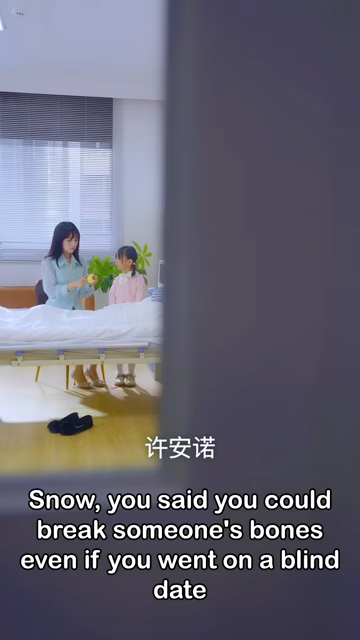 许安诺
Snow, you said you could
break someone's bones
even if you went on a blind
date